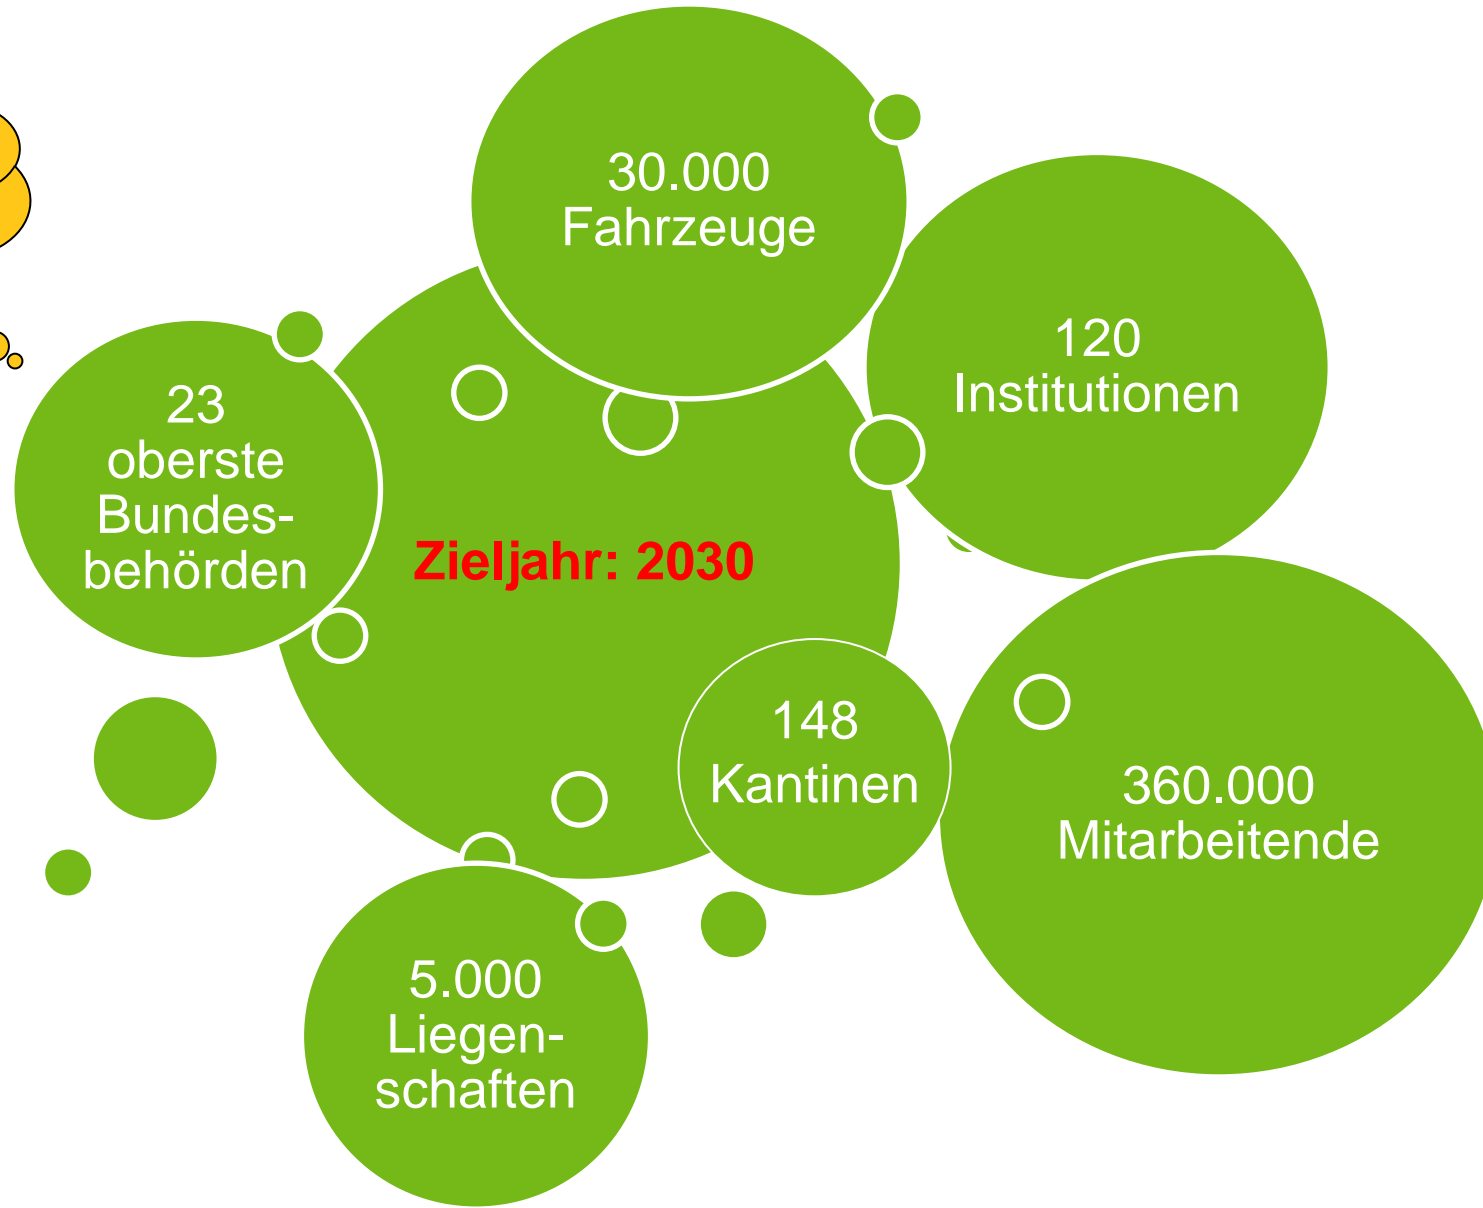 30.000
Fahrzeuge
120
Institutionen
23
oberste
Bundes-
behörden
Zieljahr: 2030
148
Kantinen
360.000
Mitarbeitende
5.000
Liegen-
schaften